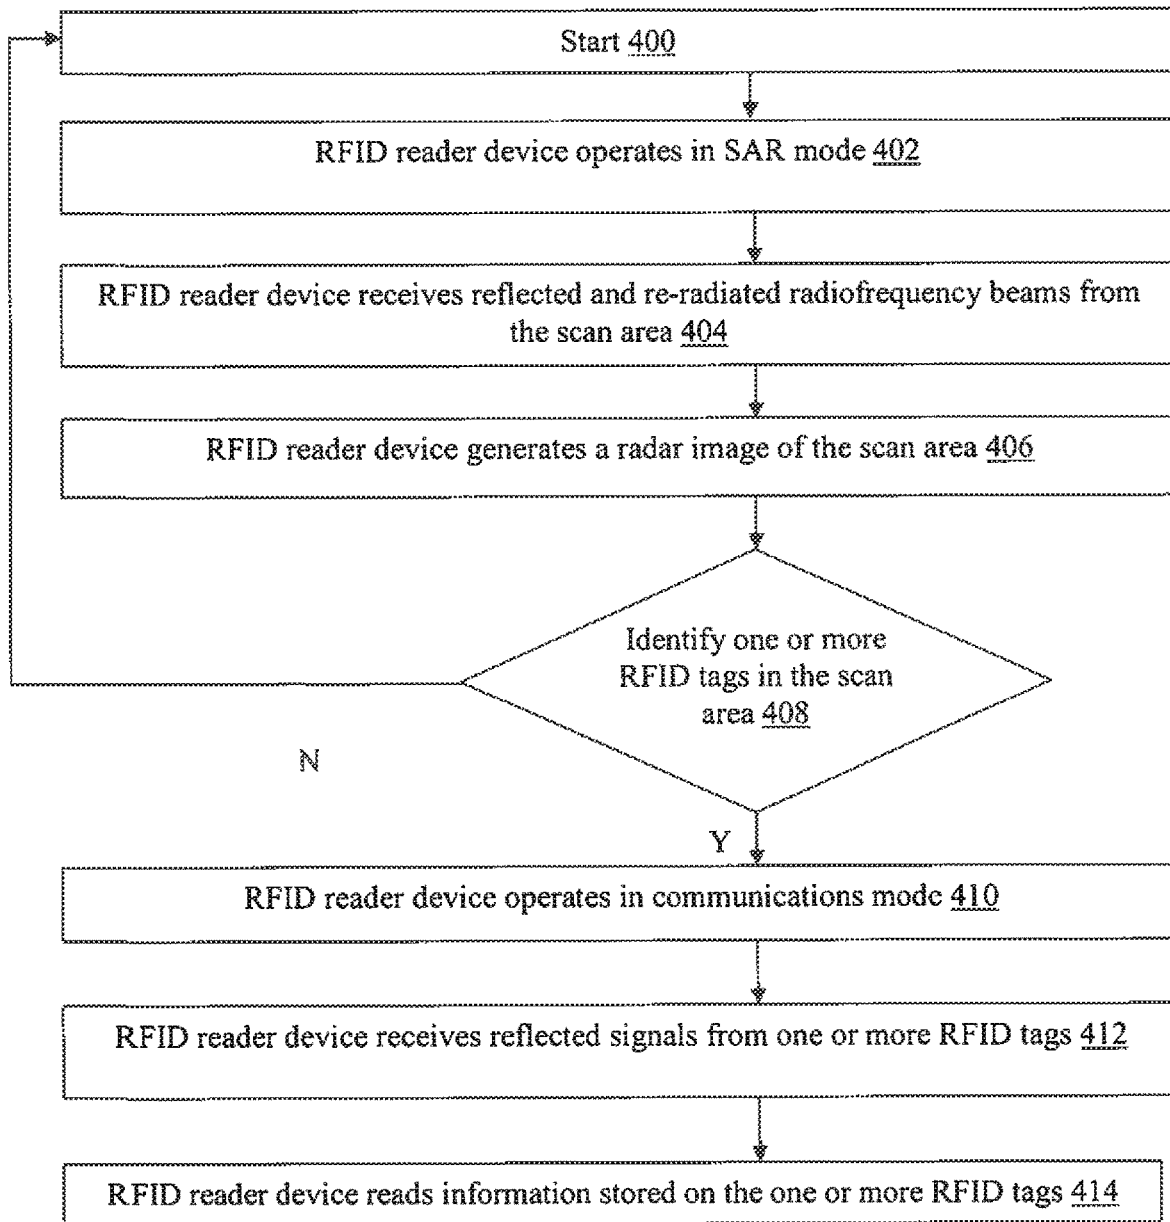 Start 400
RFID reader device operates in SAR mode 402
RFID reader device receives reflected and re-radiated radiofrequency beams from
the scan area 404
RFID reader device generates a radar image of the scan area 406
Identify one or more
RFID tags in the scan
area 408
N
Y
RFID reader device operates in communications mode 410
RFID reader device receives reflected signals from one or more RFID tags 412
RFID reader device reads information stored on the one or more RFID tags 414